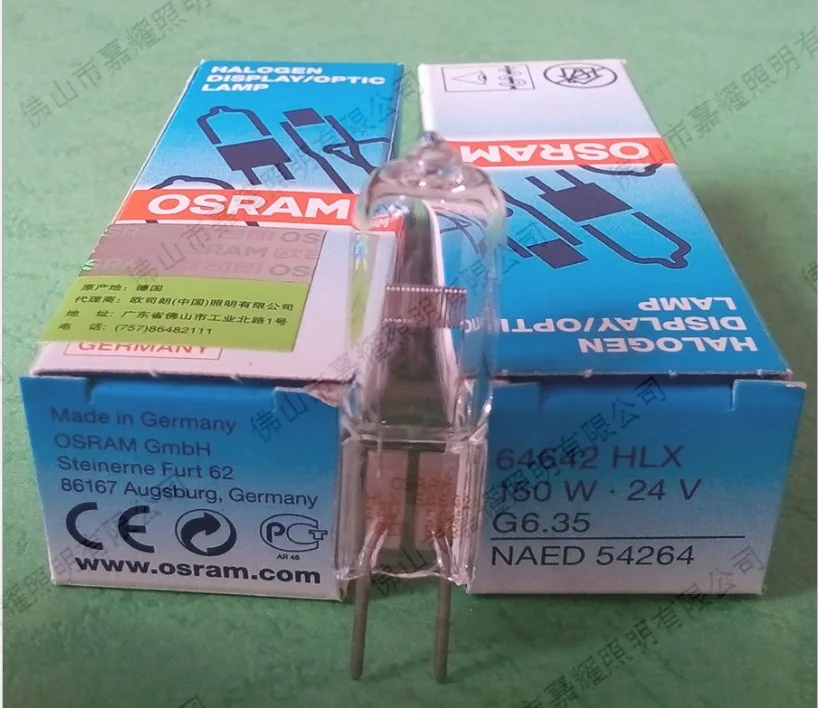 HALOGEN
DISPLAY/OPTIC
LAMP
OSRAM
原产地: 德国
代理商: 欧司朗(中国)照明有限公司
地 址: 广东省佛山市工业北路1号
电 话: (757)86482111
GERMANY
Made in Germany
OSRAM GmbH
Steinerne Furt 62
86167 Augsburg, Germany
CE
PCT
AR 46
www.osram.com
OSRAM
HALOGEN
DISPLAY/OPTIC
LAMP
64642 HLX
150 W · 24 V
G6.35
NAED 54264
佛山市嘉耀照明有限公司